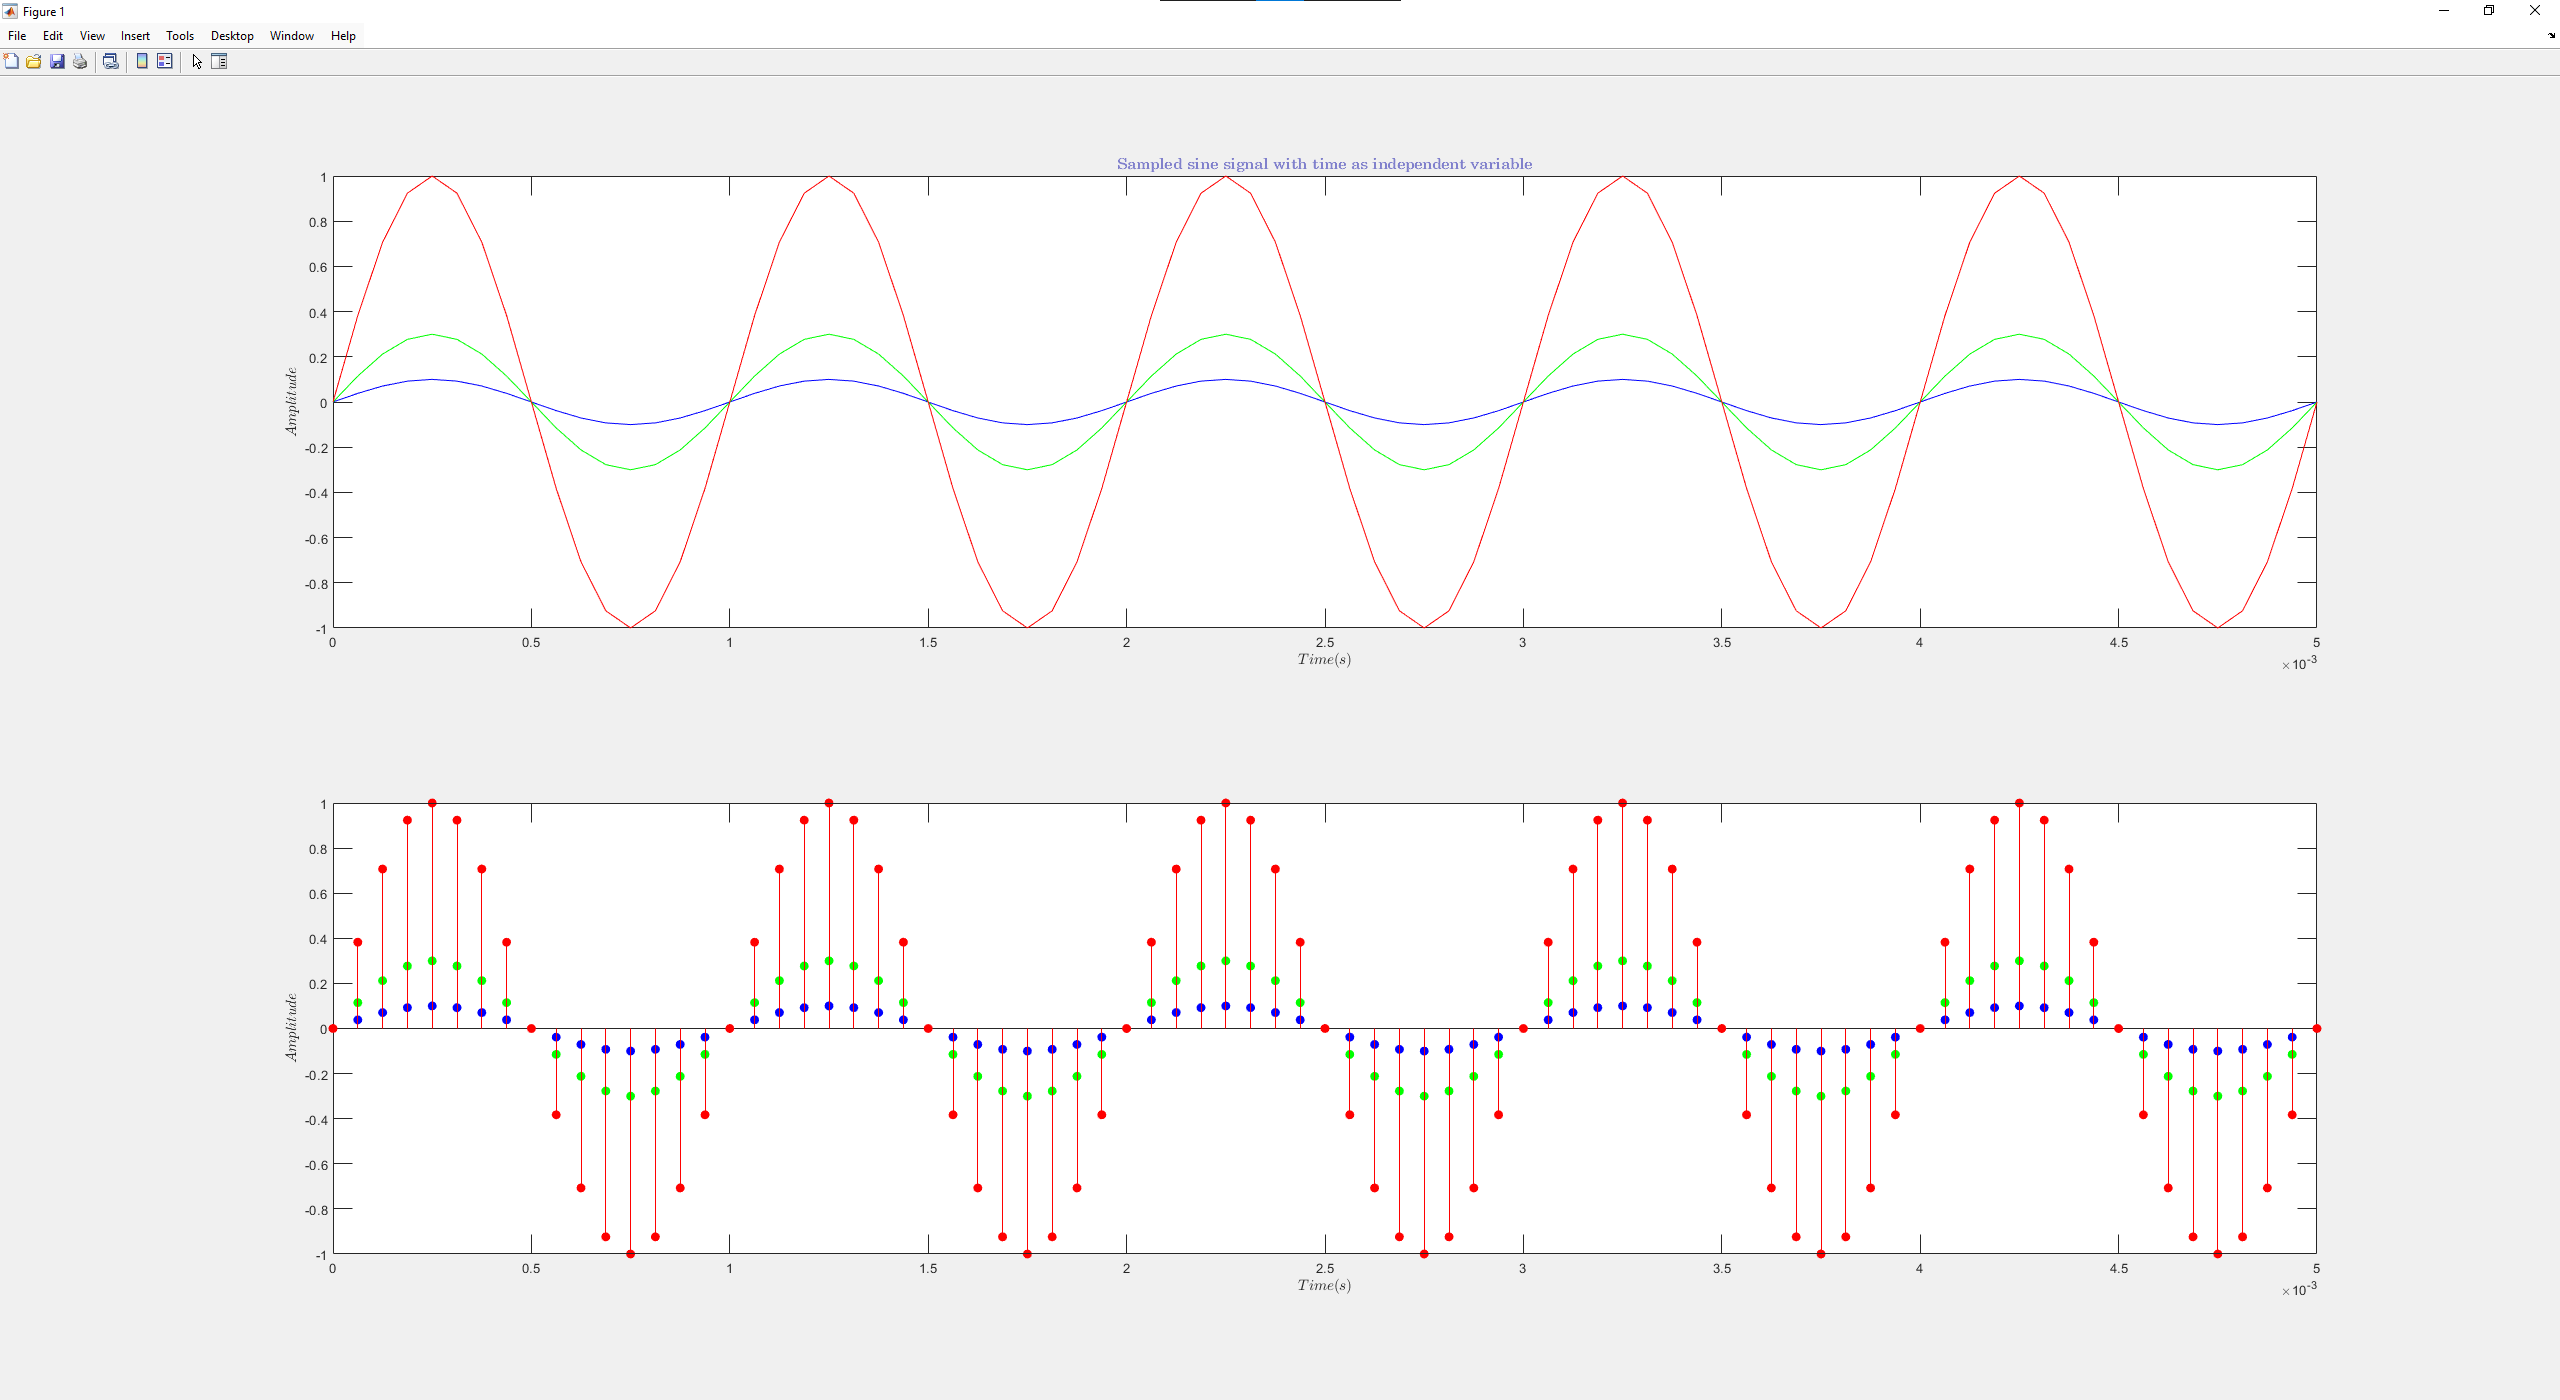 Figure 1
File Edit View Insert Tools Desktop Window Help
Sampled sine signal with time as independent variable
1
0.8
0.6
0.4
0.2
0
-0.2
-0.4
-0.6
-0.8
-1
Amplitude
0 0.5 1 1.5 2 2.5 3 3.5 4 4.5 5
Time(s)
×10-3
1
0.8
0.6
0.4
0.2
0
-0.2
-0.4
-0.6
-0.8
-1
Amplitude
0 0.5 1 1.5 2 2.5 3 3.5 4 4.5 5
Time(s)
×10-3